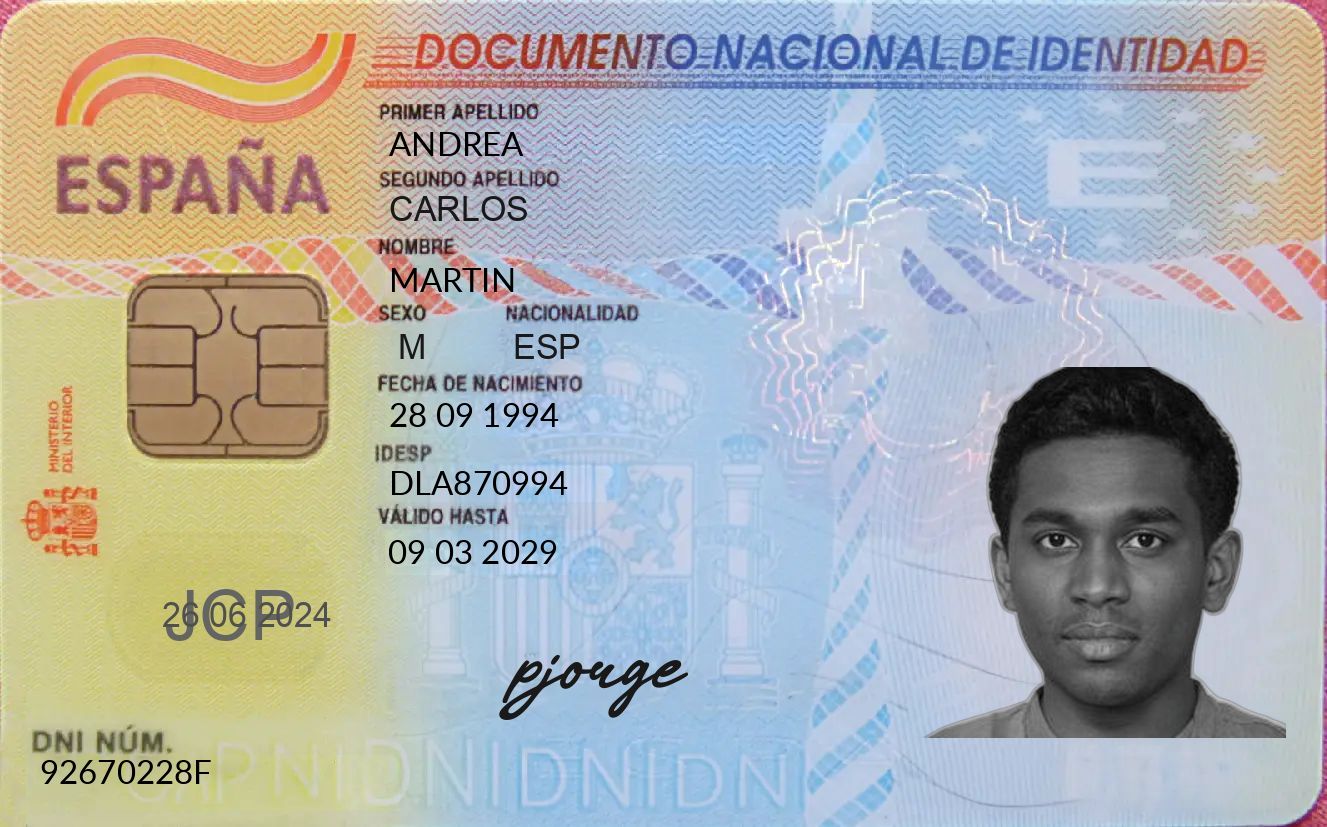 DOCUMENTO NACIONAL DE IDENTIDAD
ESPAÑA
PRIMER APELLIDO
ANDREA
SEGUNDO APELLIDO
CARLOS
NOMBRE
MARTIN
SEXO NACIONALIDAD
M ESP
FECHA DE NACIMIENTO
28 09 1994
IDESP
DLA870994
VÁLIDO HASTA
09 03 2029
MINISTERIO
DEL INTERIOR
E
JCP
26 06 2024
pjouge
DNI NÚM.
92670228F